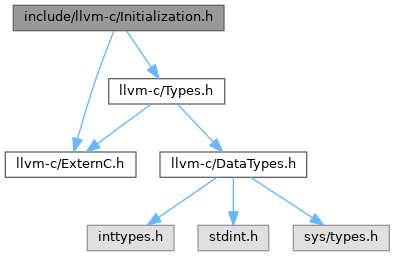 include/llvm-c/Initialization.h
llvm-c/Types.h
llvm-c/ExternC.h
llvm-c/DataTypes.h
inttypes.h
stdint.h
sys/types.h